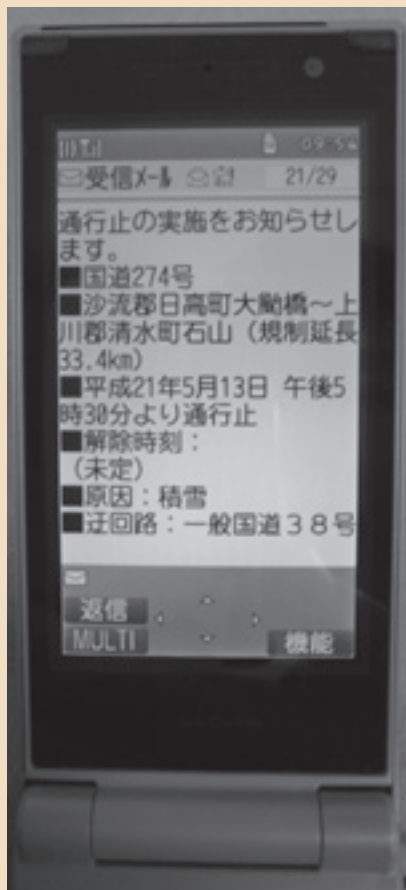 09:54
受信メール 21/29
通行止の実施をお知らせし
ます。
■国道274号
■沙流郡日高町大颱橋～上
川郡清水町石山（規制延長
33.4km）
■平成21年5月13日 午後5
時30分より通行止
■解除時刻：
（未定）
■原因：積雪
■迂回路：一般国道３８号
返信
MULTI 機能